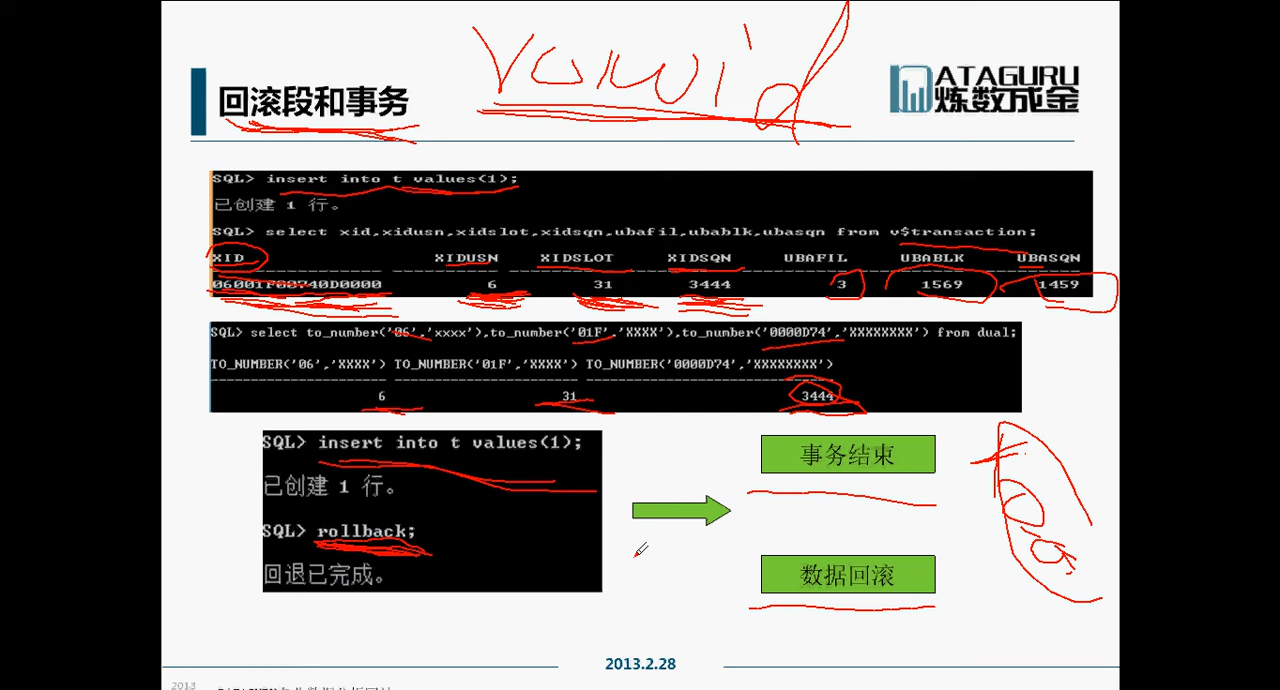 rowid
回滚段和事务
ATAGURU
炼数成金
SQL> insert into t values(1);
已创建 1 行。
SQL> select xid,xidusn,xidslot,xidsqn,ubafil,ubablk,ubasqn from v$transaction;
XID XIDUSN XIDSLOT XIDSQN UBAFIL UBABLK UBASQN
06001F00740D0000 6 31 3444 3 1569 1459
SQL> select to_number('06','xxxx'),to_number('01F','XXXX'),to_number('0000D74','XXXXXXXX') from dual;
TO_NUMBER('06','XXXX') TO_NUMBER('01F','XXXX') TO_NUMBER('0000D74','XXXXXXXX')
6 31 3444
SQL> insert into t values(1);
已创建 1 行。
SQL> rollback;
回退已完成。
事务结束
数据回滚
2013.2.28
2013